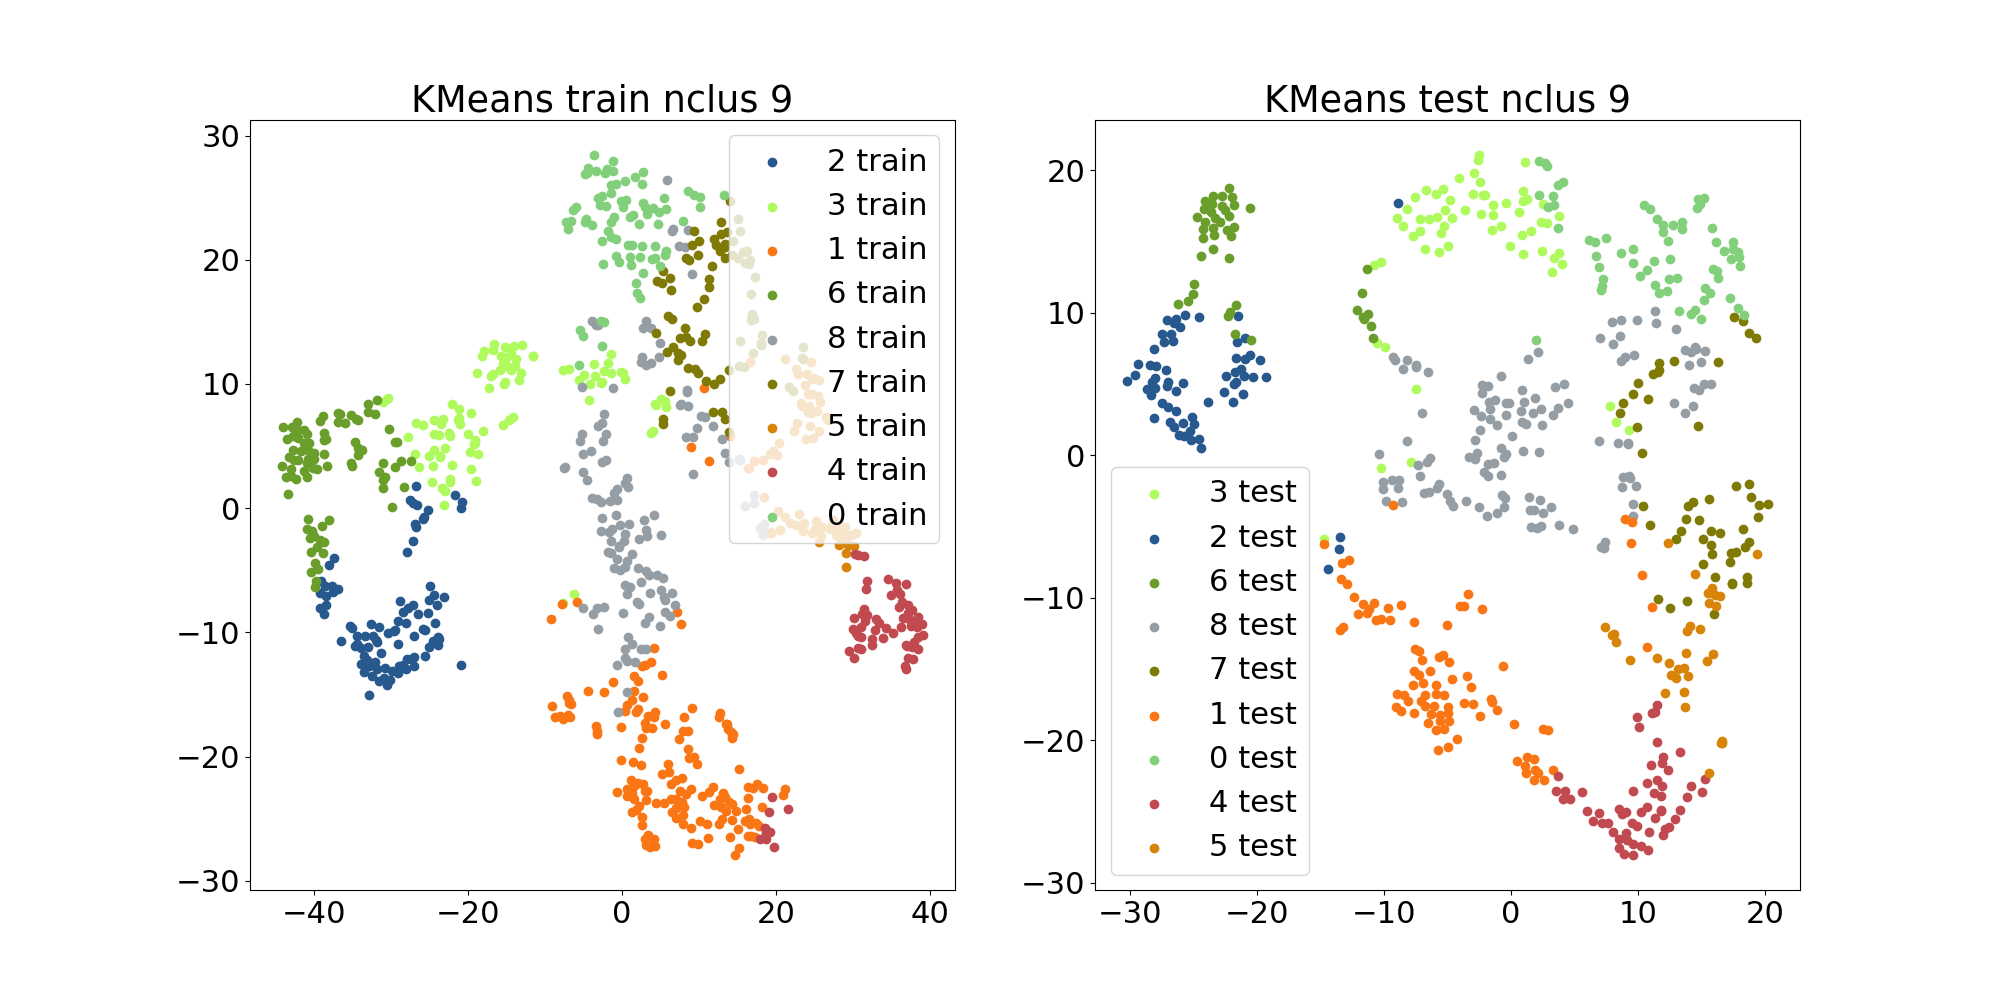 KMeans train nclus 9
30
20
10
0
−10
−20
−30
−40
−20
0
20
40
2 train
3 train
1 train
6 train
8 train
7 train
5 train
4 train
0 train
KMeans test nclus 9
20
10
0
−10
−20
−30
−30
−20
−10
0
10
20
3 test
2 test
6 test
8 test
7 test
1 test
0 test
4 test
5 test